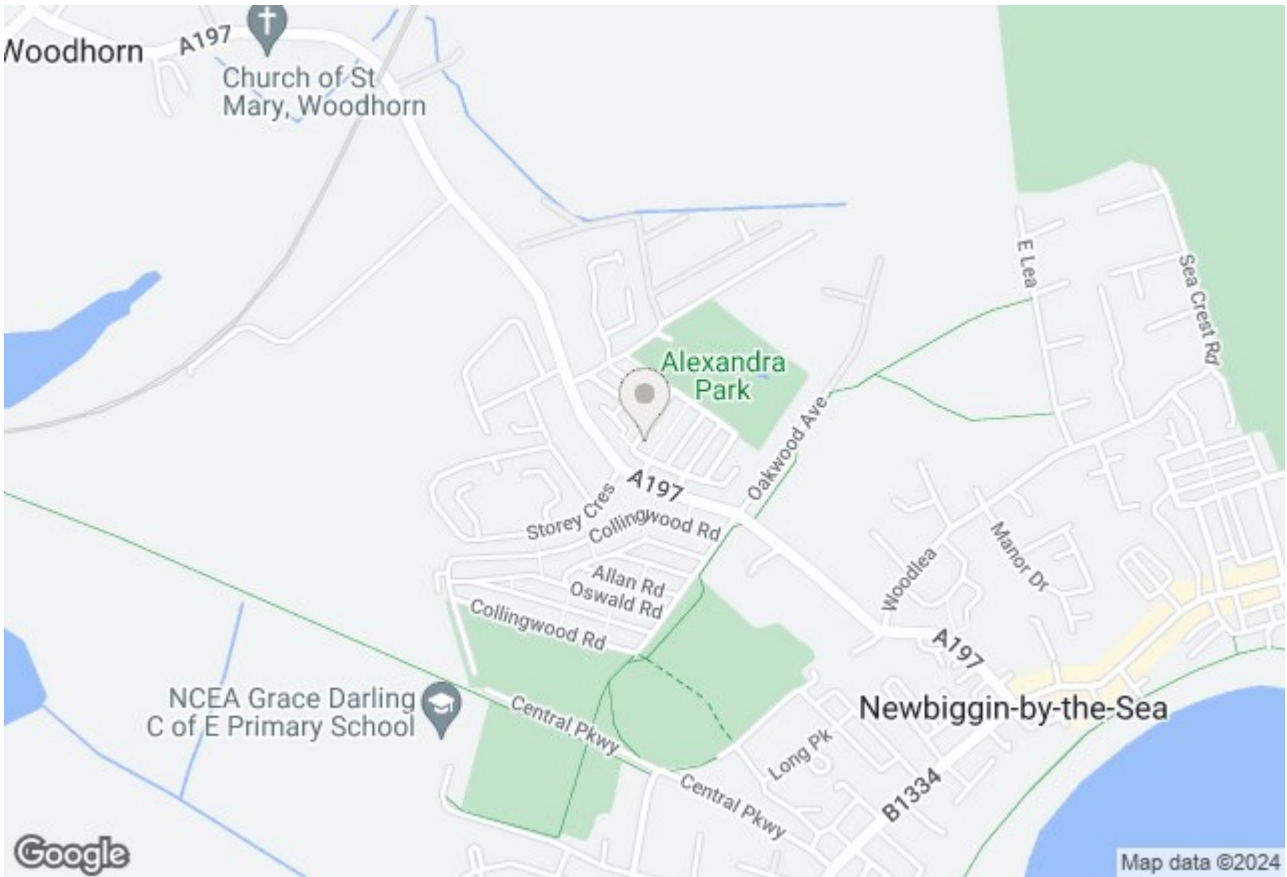 Woodhorn
A197
Church of St
Mary, Woodhorn
E Lea
Sea Crest Rd
Alexandra
Park
Oakwood Ave
A197
Storey Cres
Collingwood Rd
Manor Dr
Allan Rd
Woodlea
Oswald Rd
Collingwood Rd
A197
NCEA Grace Darling
C of E Primary School
Newbiggin-by-the-Sea
Central Pkwy
Long Pk
Central Pkwy
B1334
Google
Map data ©2024